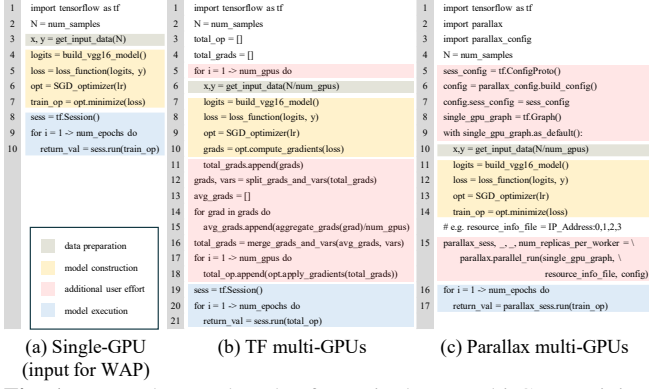 1 import tensorflow as tf
2 N = num_samples
3 x, y = get_input_data(N)
4 logits = build_vgg16_model()
5 loss = loss_function(logits, y)
6 opt = SGD_optimizer(lr)
7 train_op = opt.minimize(loss)
8 sess = tf.Session()
9 for i = 1 -> num_epochs do
10 return_val = sess.run(train_op)
data preparation
model construction
additional user effort
model execution
(a) Single-GPU
(input for WAP)
1 import tensorflow as tf
2 N = num_samples
3 total_op = []
4 total_grads = []
5 for i = 1 -> num_gpus do
6 x,y = get_input_data(N/num_gpus)
7 logits = build_vgg16_model()
8 loss = loss_function(logits, y)
9 opt = SGD_optimizer(lr)
10 grads = opt.compute_gradients(loss)
11 total_grads.append(grads)
12 grads, vars = split_grads_and_vars(total_grads)
13 avg_grads = []
14 for grad in grads do
15 avg_grads.append(aggregate_grads(grad)/num_gpus)
16 total_grads = merge_grads_and_vars(avg_grads, vars)
17 for i = 1 -> num_gpus do
18 total_op.append(opt.apply_gradients(total_grads))
19 sess = tf.Session()
20 for i = 1 -> num_epochs do
21 return_val = sess.run(total_op)
(b) TF multi-GPUs
1 import tensorflow as tf
2 import parallax
3 import parallax_config
4 N = num_samples
5 sess_config = tf.ConfigProto()
6 config = parallax_config.build_config()
7 config.sess_config = sess_config
8 single_gpu_graph = tf.Graph()
9 with single_gpu_graph.as_default():
10 x,y = get_input_data(N/num_gpus)
11 logits = build_vgg16_model()
12 loss = loss_function(logits, y)
13 opt = SGD_optimizer(lr)
14 train_op = opt.minimize(loss)
# e.g. resource_info_file = IP_Address:0,1,2,3
15 parallax_sess, _, _, num_replicas_per_worker = \
parallax.parallel_run(single_gpu_graph, \
resource_info_file, config)
16 for i = 1 -> num_epochs do
17 return_val = parallax_sess.run(train_op)
(c) Parallax multi-GPUs